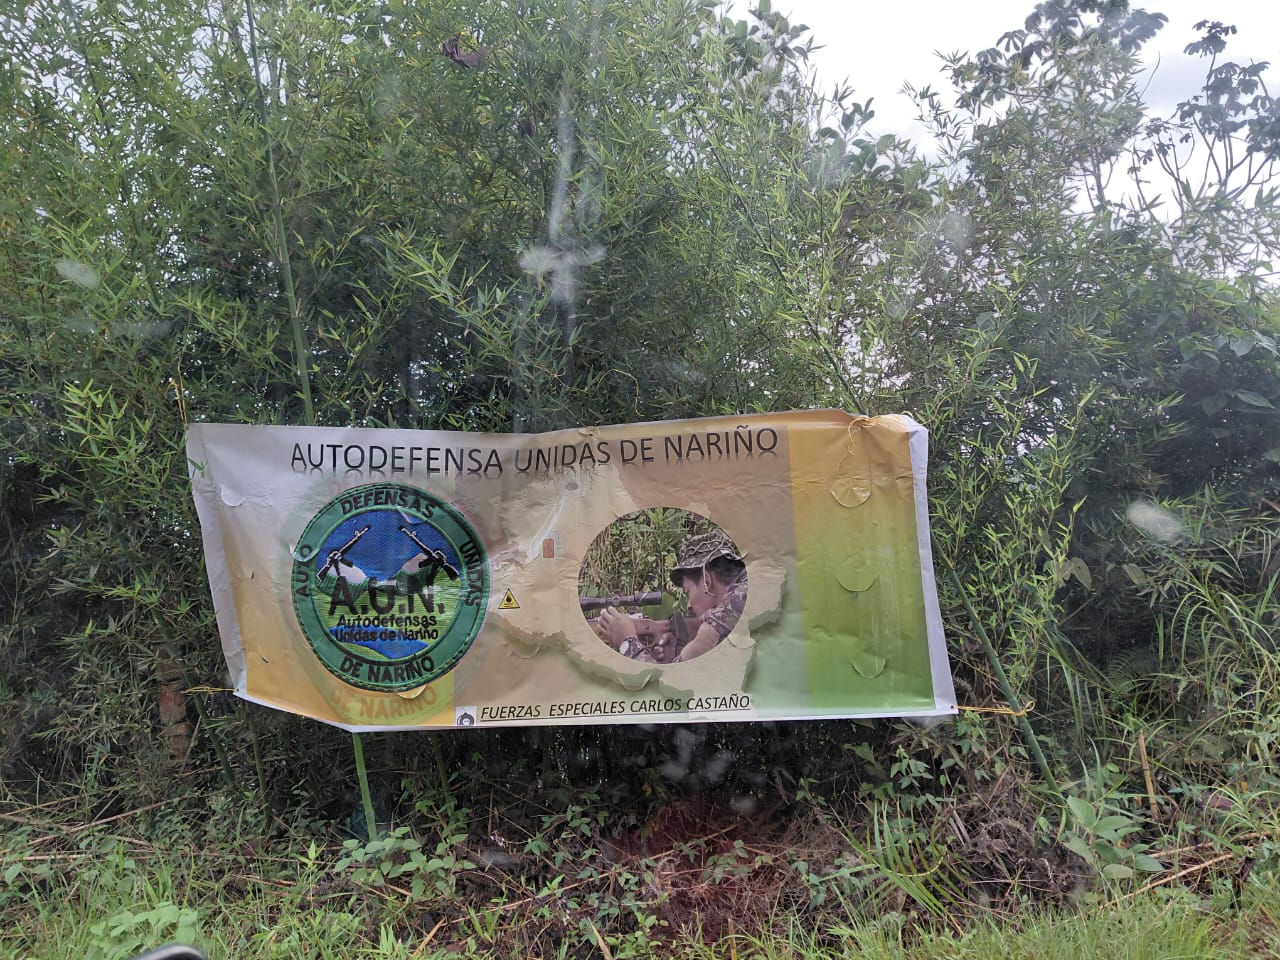 AUTODEFENSA UNIDAS DE NARIÑO
AUTO DEFENSAS UNIDAS
A.U.N.
Autodefensas
Unidas de Nariño
DE NARIÑO
FUERZAS ESPECIALES CARLOS CASTAÑO